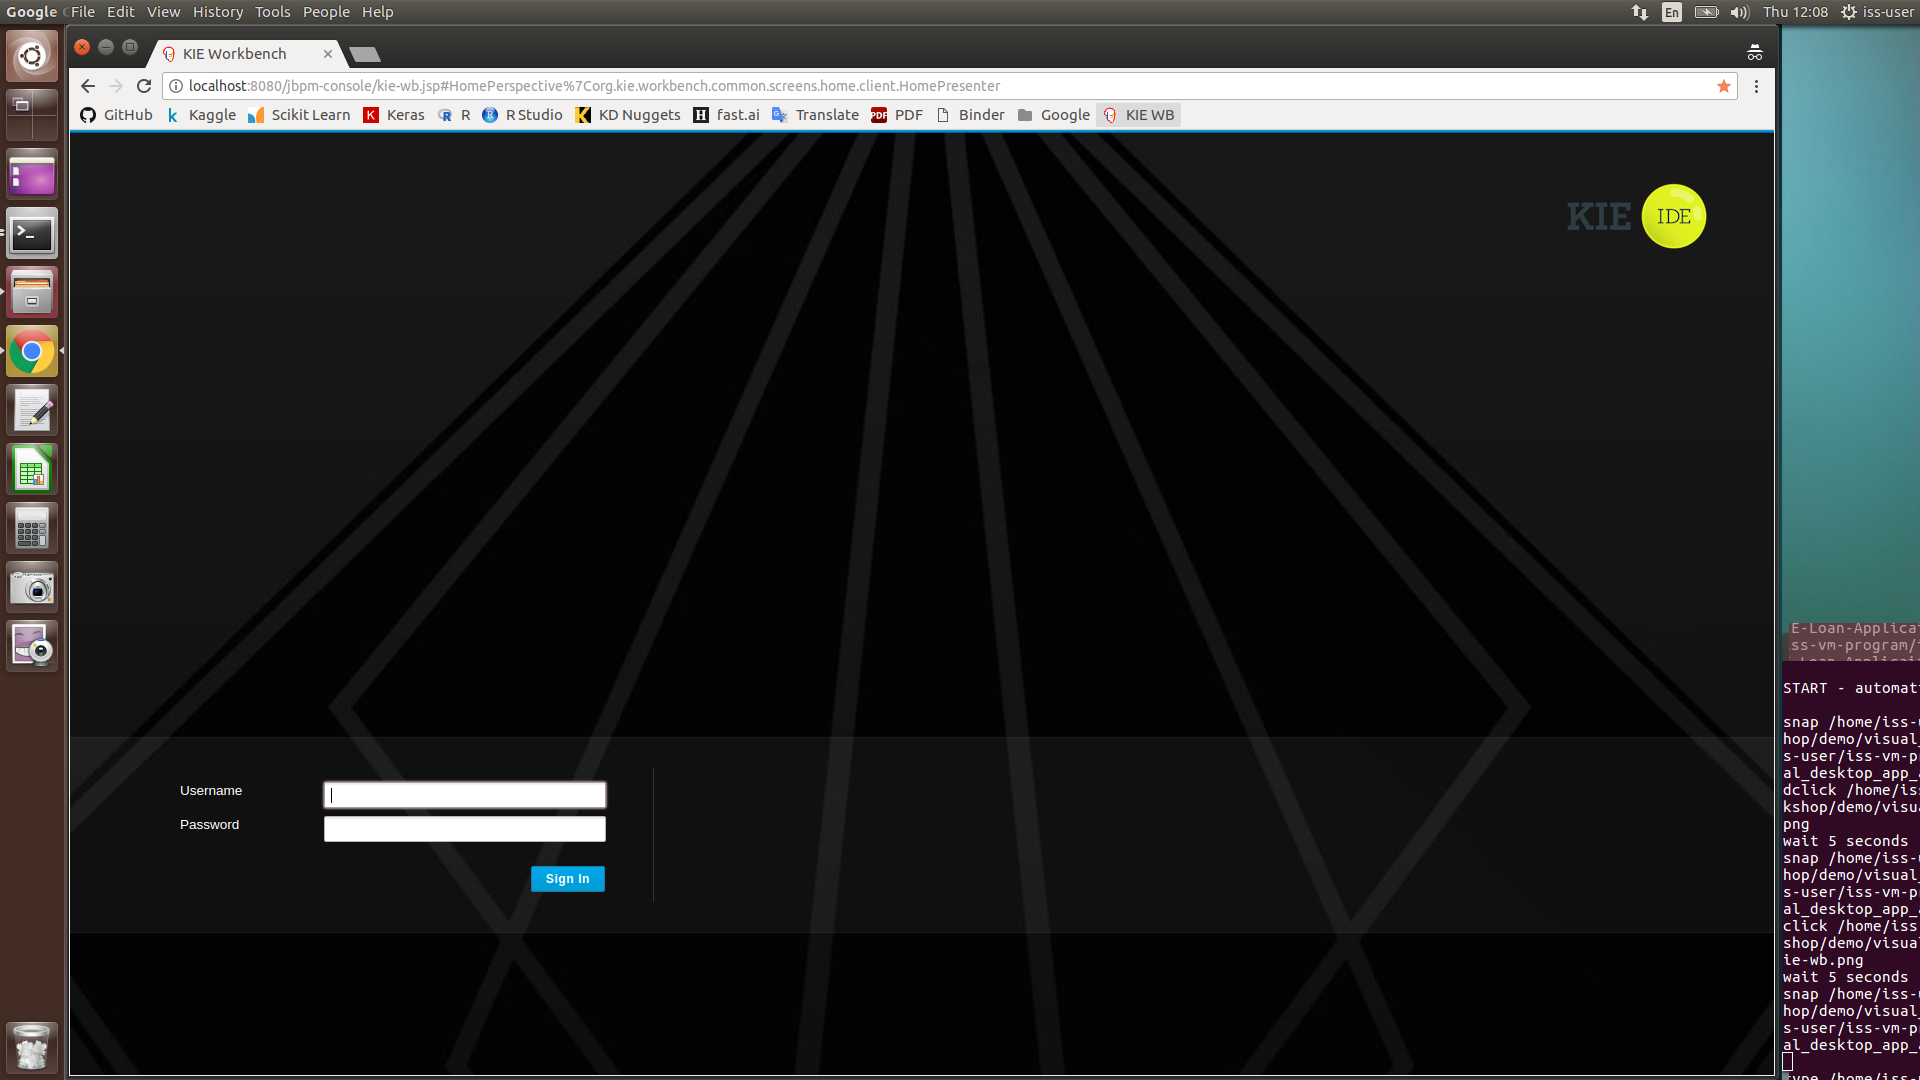 Google File Edit View History Tools People Help
En Thu 12:08 iss-user
KIE Workbench
localhost:8080/jbpm-console/kie-wb.jsp#HomePerspective%7Corg.kie.workbench.common.screens.home.client.HomePresenter
GitHub Kaggle Scikit Learn Keras R R Studio KD Nuggets fast.ai Translate PDF Binder Google KIE WB
KIE IDE
Username
Password
Sign In
E-Loan-Applica
ss-vm-program/
START - automat
snap /home/iss-
hop/demo/visual_
s-user/iss-vm-p
al_desktop_app_
dclick /home/is
kshop/demo/visu
png
wait 5 seconds
snap /home/iss-
hop/demo/visual_
s-user/iss-vm-p
al_desktop_app_
click /home/iss
shop/demo/visua
ie-wb.png
wait 5 seconds
snap /home/iss-
hop/demo/visual_
s-user/iss-vm-p
al_desktop_app_